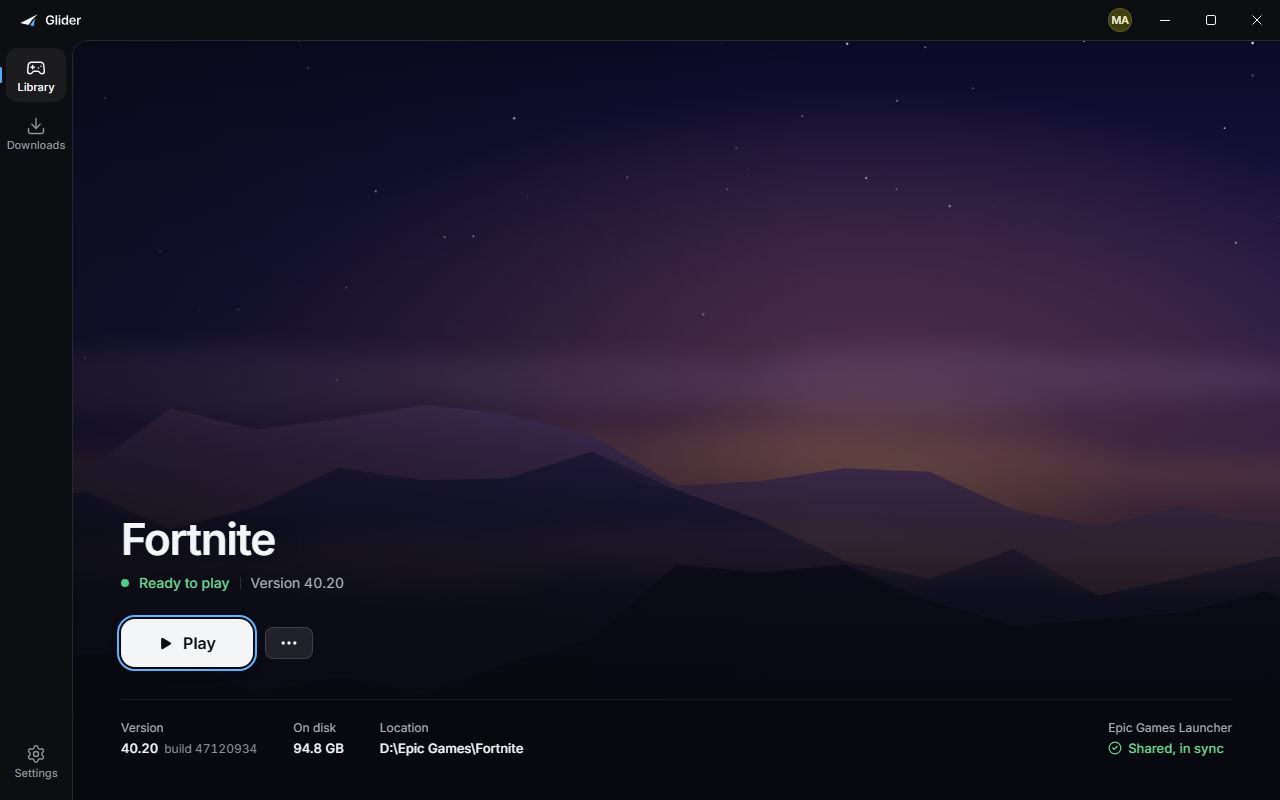 Glider
MA
Library
Downloads
Fortnite
Ready to play
Version 40.20
Play
Version
40.20 build 47120934
On disk
94.8 GB
Location
D:\Epic Games\Fortnite
Epic Games Launcher
Shared, in sync
Settings